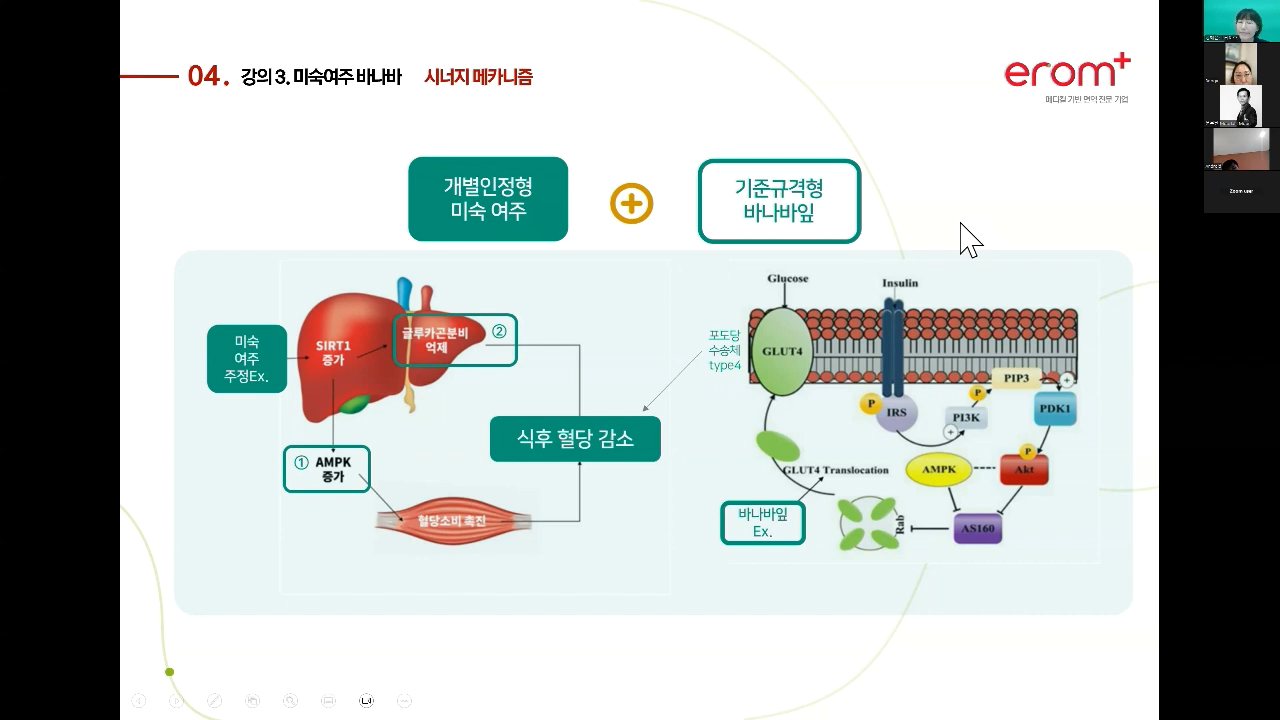 04. 강의 3. 미숙여주 바나바 시너지 메카니즘
erom+
메디칼 기반 면역 전문 기업
개별인정형
미숙 여주
기준규격형
바나바잎
미숙
여주
주정Ex.
SIRT1
증가
글루카곤분비
억제
②
① AMPK
증가
혈당소비 촉진
식후 혈당 감소
포도당
수송체
type4
Glucose
Insulin
GLUT4
P
IRS
PI3K
+
P
PIP3
+
PDK1
P
Akt
AMPK
AS160
Rab
GLUT4 Translocation
바나바잎
Ex.
Zoom user